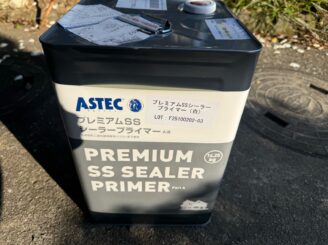 ASTEC
プレミアムSSシーラー
プライマー(白)
LOT: F25100202-03
プレミアムSS
シーラープライマー A液
PREMIUM
SS SEALER
PRIMER Part A